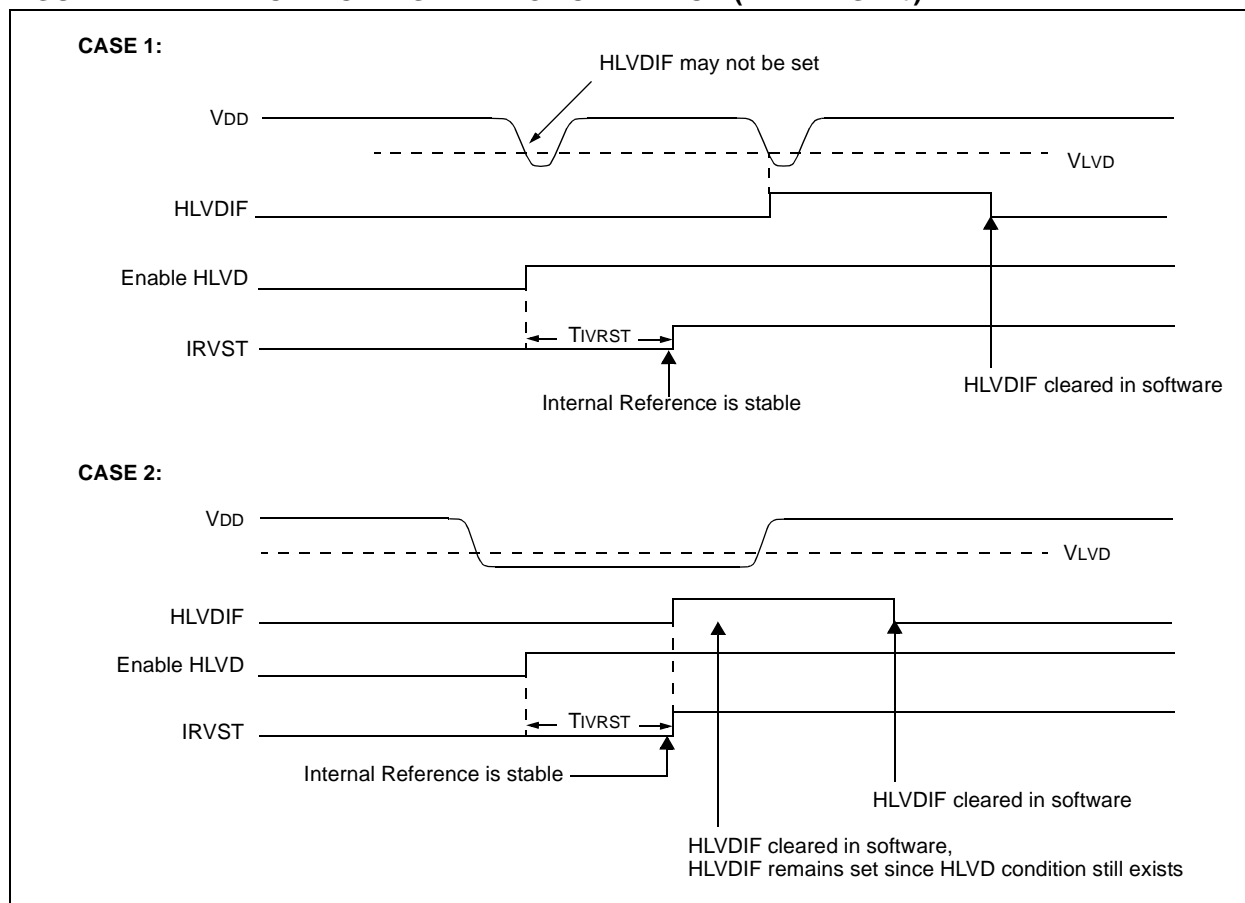 CASE 1:
HLVDIF may not be set
VDD
VLVD
HLVDIF
Enable HLVD
TIVRST
IRVST
HLVDIF cleared in software
Internal Reference is stable
CASE 2:
VDD
VLVD
HLVDIF
Enable HLVD
TIVRST
IRVST
Internal Reference is stable
HLVDIF cleared in software
HLVDIF cleared in software,
HLVDIF remains set since HLVD condition still exists